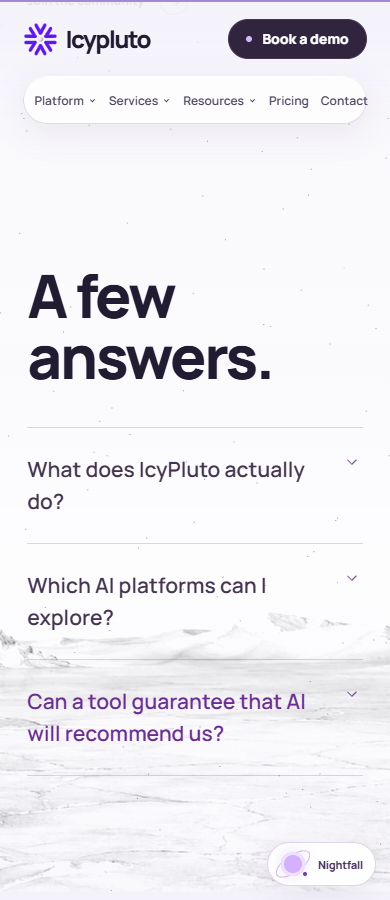 Icypluto
Book a demo
Platform Services Resources Pricing Contact
A few
answers.
What does IcyPluto actually
do?
Which AI platforms can I
explore?
Can a tool guarantee that AI
will recommend us?
Nightfall